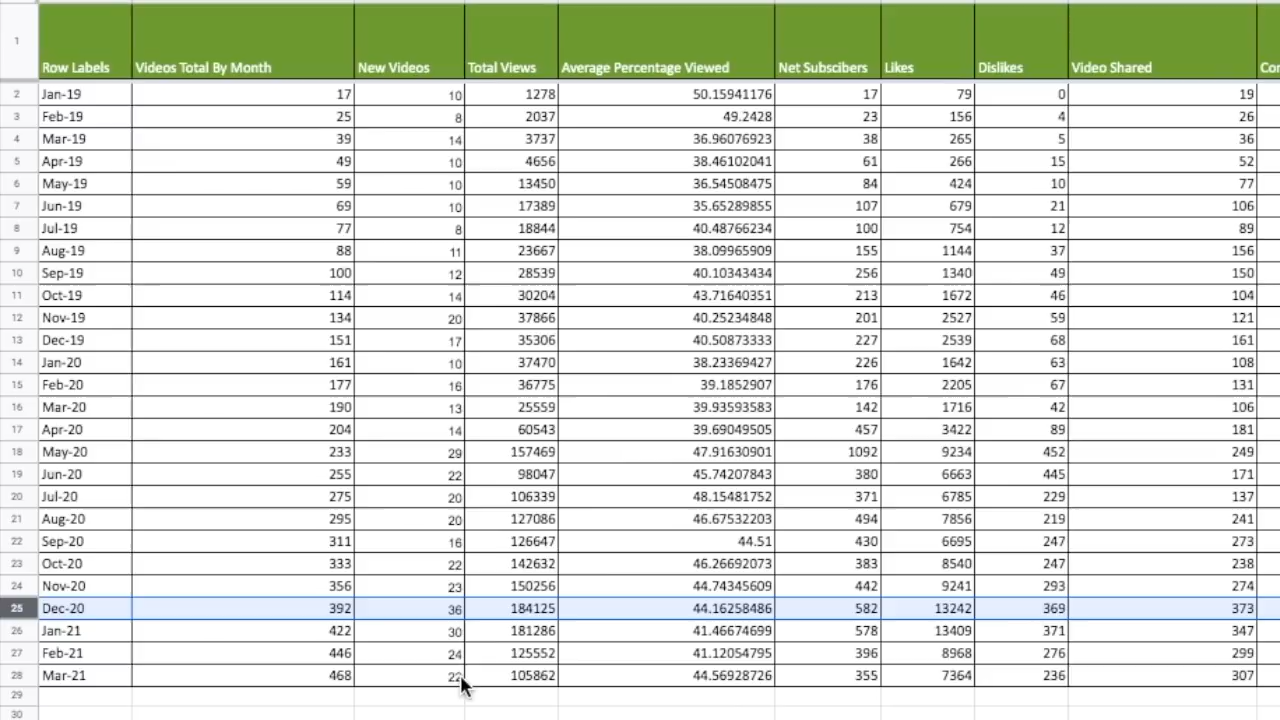 1 Row Labels Videos Total By Month New Videos Total Views Average Percentage Viewed Net Subscibers Likes Dislikes Video Shared Cor
2 Jan-19 17 10 1278 50.15941176 17 79 0 19
3 Feb-19 25 8 2037 49.2428 23 156 4 26
4 Mar-19 39 14 3737 36.96076923 38 265 5 36
5 Apr-19 49 10 4656 38.46102041 61 266 15 52
6 May-19 59 10 13450 36.54508475 84 424 10 77
7 Jun-19 69 10 17389 35.65289855 107 679 21 106
8 Jul-19 77 8 18844 40.48766234 100 754 12 89
9 Aug-19 88 11 23667 38.09965909 155 1144 37 156
10 Sep-19 100 12 28539 40.10343434 256 1340 49 150
11 Oct-19 114 14 30204 43.71640351 213 1672 46 104
12 Nov-19 134 20 37866 40.25234848 201 2527 59 121
13 Dec-19 151 17 35306 40.50873333 227 2539 68 161
14 Jan-20 161 10 37470 38.23369427 226 1642 63 108
15 Feb-20 177 16 36775 39.1852907 176 2205 67 131
16 Mar-20 190 13 25559 39.93593583 142 1716 42 106
17 Apr-20 204 14 60543 39.69049505 457 3422 89 181
18 May-20 233 29 157469 47.91630901 1092 9234 452 249
19 Jun-20 255 22 98047 45.74207843 380 6663 445 171
20 Jul-20 275 20 106339 48.15481752 371 6785 229 137
21 Aug-20 295 20 127086 46.67532203 494 7856 219 241
22 Sep-20 311 16 126647 44.51 430 6695 247 273
23 Oct-20 333 22 142632 46.26692073 383 8540 247 238
24 Nov-20 356 23 150256 44.74345609 442 9241 293 274
25 Dec-20 392 36 184125 44.16258486 582 13242 369 373
26 Jan-21 422 30 181286 41.46674699 578 13409 371 347
27 Feb-21 446 24 125552 41.12054795 396 8968 276 299
28 Mar-21 468 22 105862 44.56928726 355 7364 236 307
29
30